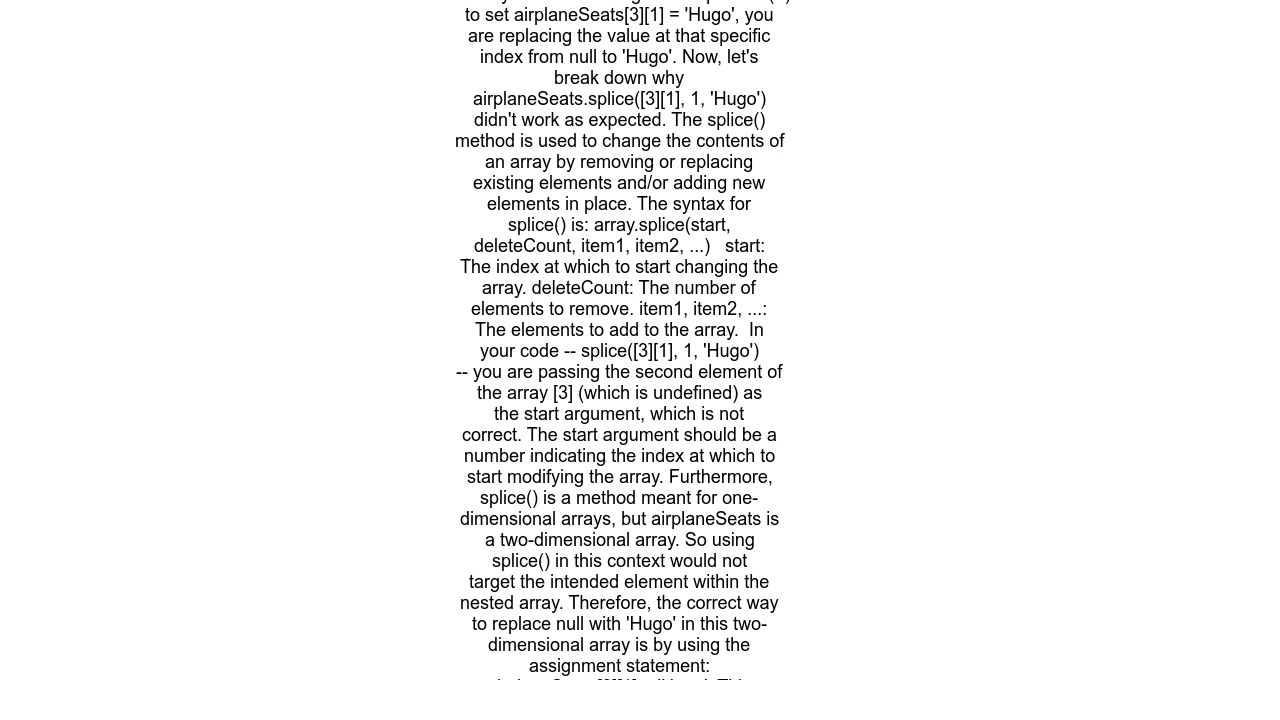 to set airplaneSeats[3][1] = 'Hugo', you
are replacing the value at that specific
index from null to 'Hugo'. Now, let's
break down why
airplaneSeats.splice([3][1], 1, 'Hugo')
didn't work as expected. The splice()
method is used to change the contents of
an array by removing or replacing
existing elements and/or adding new
elements in place. The syntax for
splice() is: array.splice(start,
deleteCount, item1, item2, ...)   start:
The index at which to start changing the
array. deleteCount: The number of
elements to remove. item1, item2, ...:
The elements to add to the array.  In
your code -- splice([3][1], 1, 'Hugo')
-- you are passing the second element of
the array [3] (which is undefined) as
the start argument, which is not
correct. The start argument should be a
number indicating the index at which to
start modifying the array. Furthermore,
splice() is a method meant for one-
dimensional arrays, but airplaneSeats is
a two-dimensional array. So using
splice() in this context would not
target the intended element within the
nested array. Therefore, the correct way
to replace null with 'Hugo' in this two-
dimensional array is by using the
assignment statement: